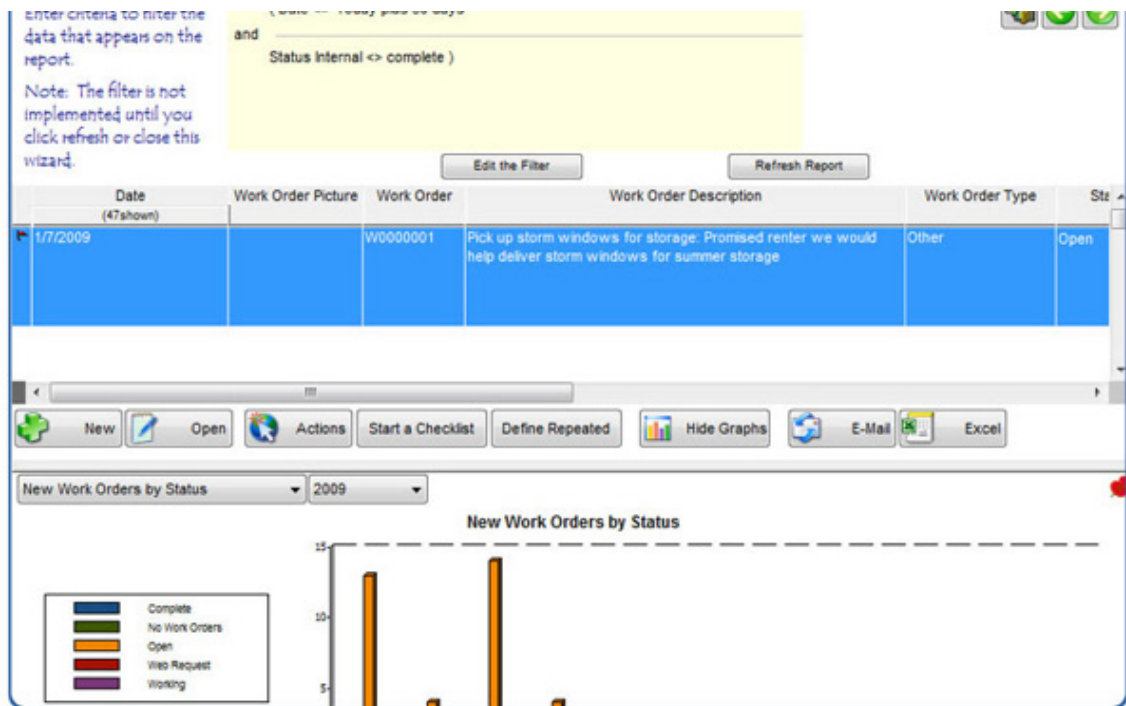 Enter criteria to filter the
data that appears on the
report.
Note: The filter is not
implemented until you
click refresh or close this
wizard.
and
Status Internal <> complete )
Edit the Filter
Refresh Report
Date
(47shown)
Work Order Picture
Work Order
Work Order Description
Work Order Type
Sta
1/7/2009
W0000001
Pick up storm windows for storage: Promised renter we would
help deliver storm windows for summer storage
Other
Open
New
Open
Actions
Start a Checklist
Define Repeated
Hide Graphs
E-Mail
Excel
New Work Orders by Status
2009
New Work Orders by Status
15
10
5
Complete
No Work Orders
Open
Web Request
Working